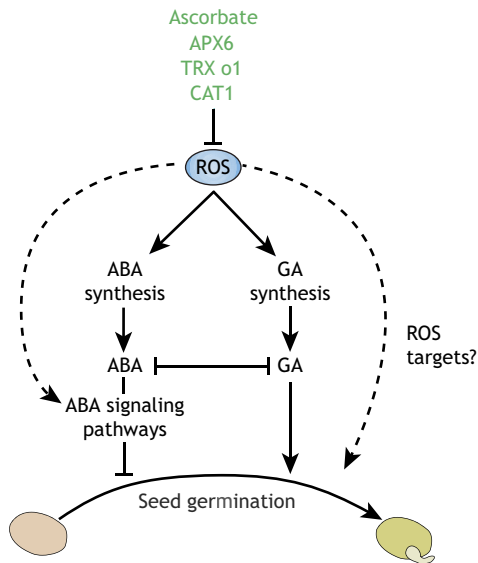 Ascorbate
APX6
TRX o1
CAT1
ROS
ABA
synthesis
GA
synthesis
ROS
targets?
ABA
GA
ABA signaling
pathways
Seed germination